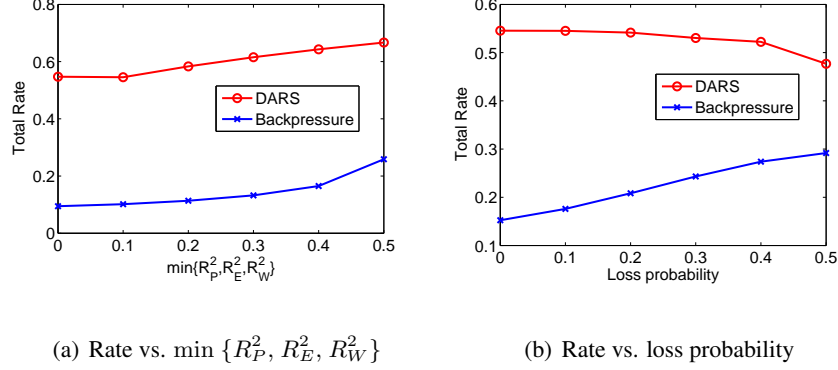 0.8
0.6
0.4
0.2
0
0 0.1 0.2 0.3 0.4 0.5
Total Rate
min{R_P^2,R_E^2,R_W^2}
DARS
Backpressure
(a) Rate vs. min {R_P^2, R_E^2, R_W^2}
0.6
0.5
0.4
0.3
0.2
0.1
0 0.1 0.2 0.3 0.4 0.5
Total Rate
Loss probability
DARS
Backpressure
(b) Rate vs. loss probability